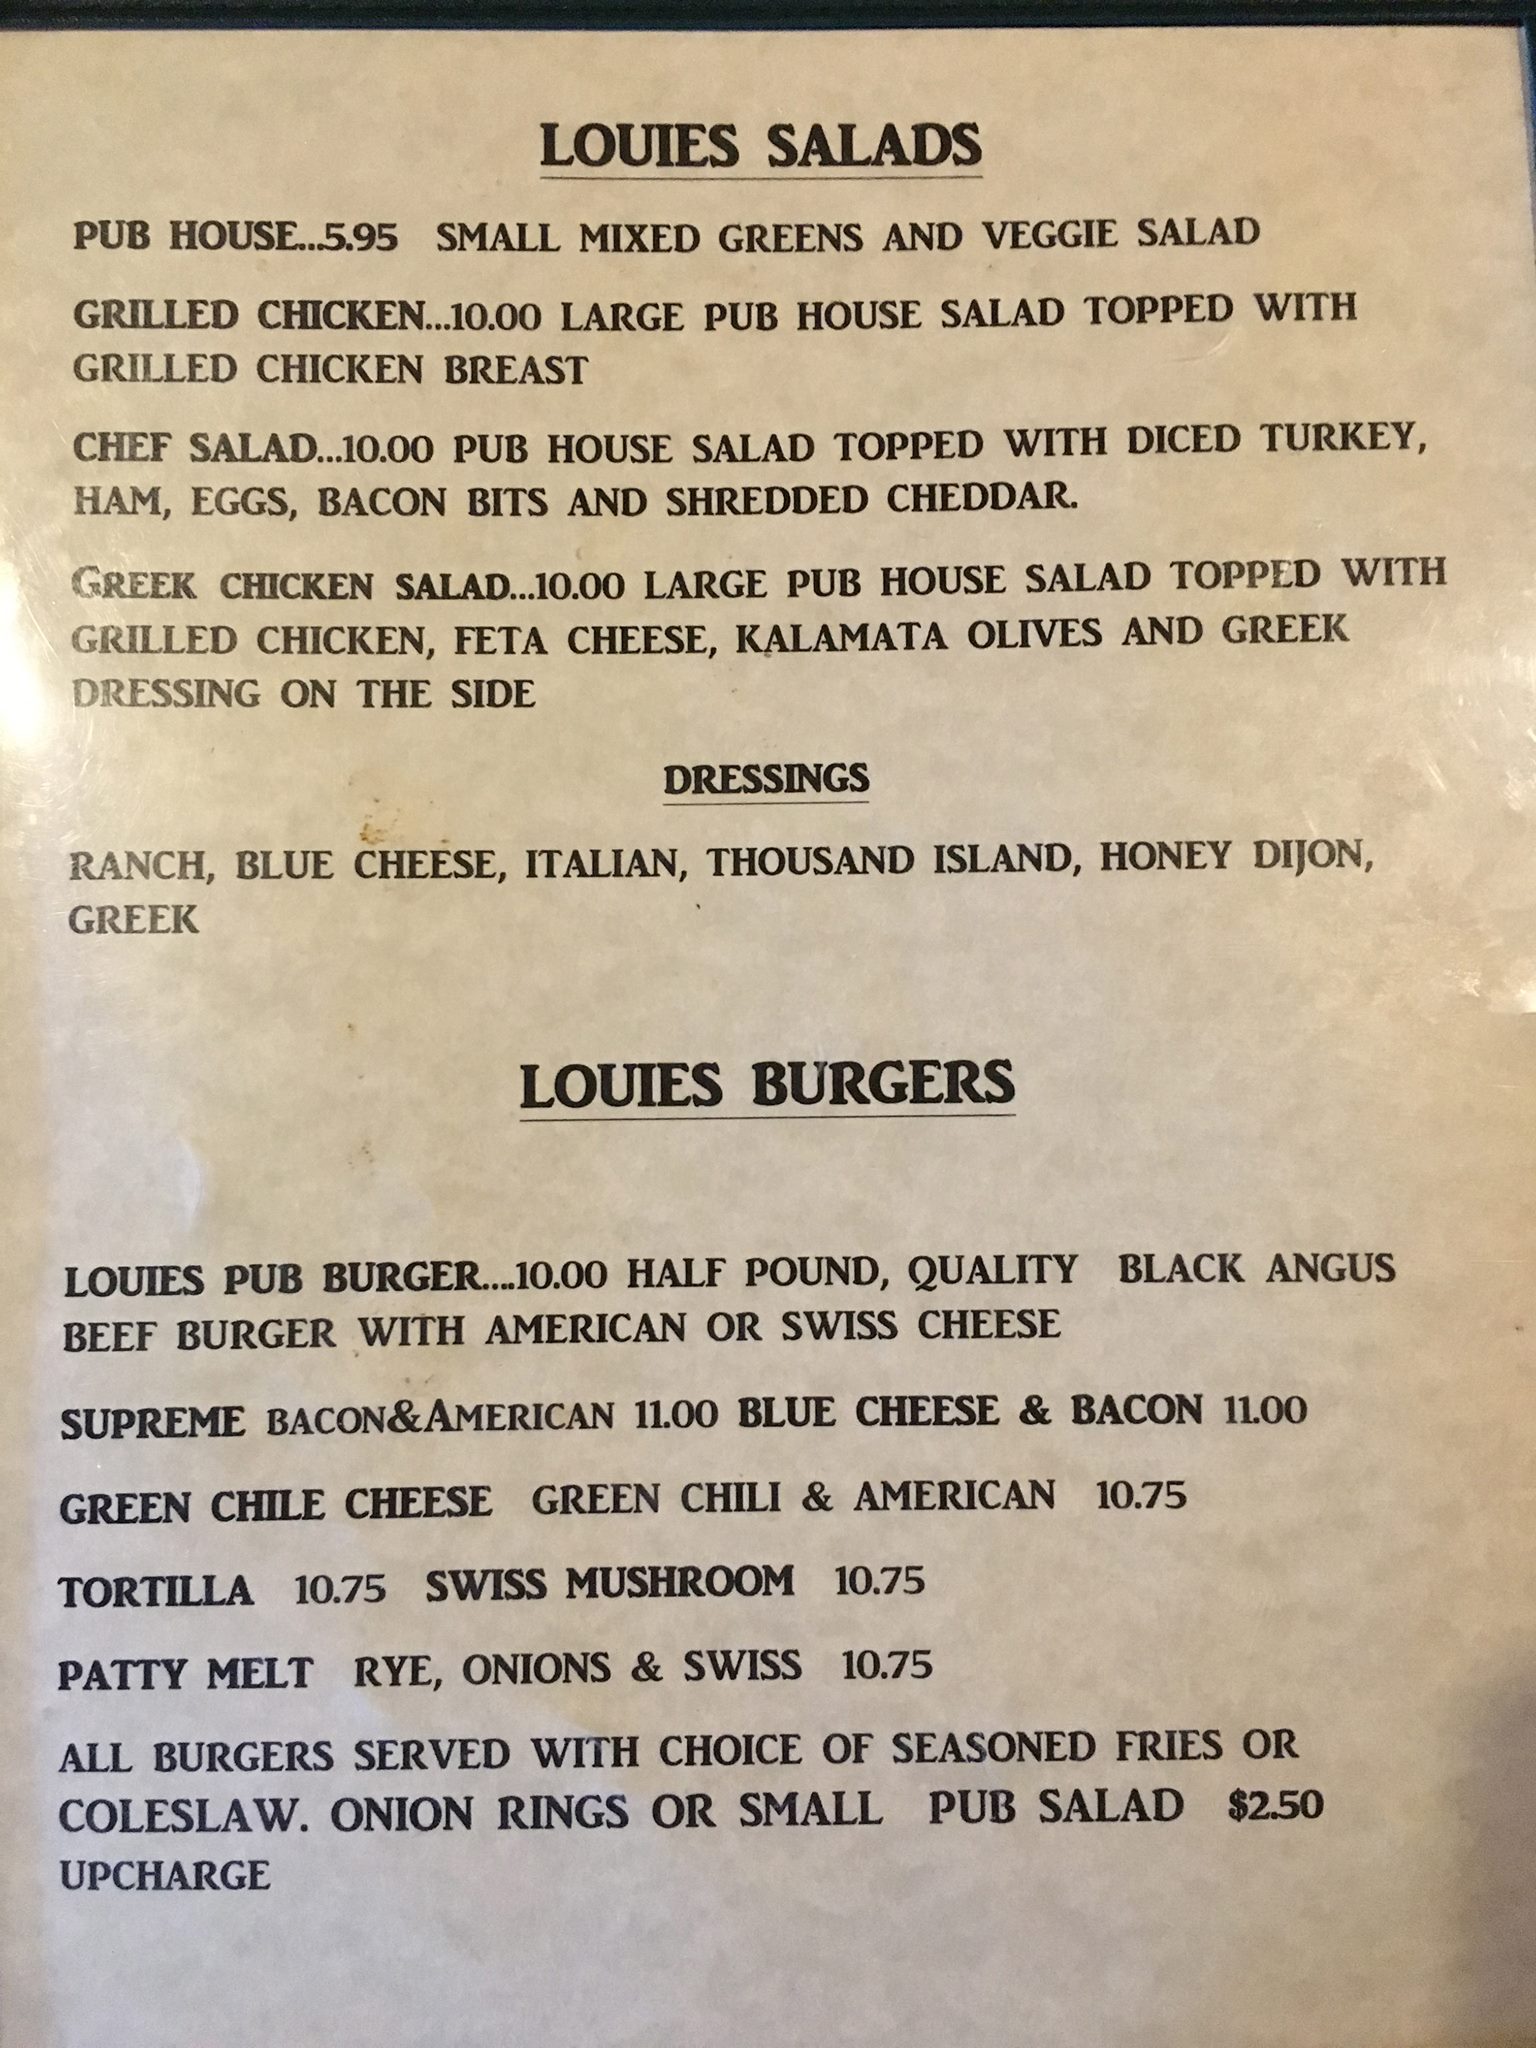 LOUIES SALADS
PUB HOUSE...5.95 SMALL MIXED GREENS AND VEGGIE SALAD
GRILLED CHICKEN...10.00 LARGE PUB HOUSE SALAD TOPPED WITH
GRILLED CHICKEN BREAST
CHEF SALAD...10.00 PUB HOUSE SALAD TOPPED WITH DICED TURKEY,
HAM, EGGS, BACON BITS AND SHREDDED CHEDDAR.
GREEK CHICKEN SALAD...10.00 LARGE PUB HOUSE SALAD TOPPED WITH
GRILLED CHICKEN, FETA CHEESE, KALAMATA OLIVES AND GREEK
DRESSING ON THE SIDE
DRESSINGS
RANCH, BLUE CHEESE, ITALIAN, THOUSAND ISLAND, HONEY DIJON,
GREEK
LOUIES BURGERS
LOUIES PUB BURGER....10.00 HALF POUND, QUALITY BLACK ANGUS
BEEF BURGER WITH AMERICAN OR SWISS CHEESE
SUPREME BACON&AMERICAN 11.00 BLUE CHEESE & BACON 11.00
GREEN CHILE CHEESE GREEN CHILI & AMERICAN 10.75
TORTILLA 10.75 SWISS MUSHROOM 10.75
PATTY MELT RYE, ONIONS & SWISS 10.75
ALL BURGERS SERVED WITH CHOICE OF SEASONED FRIES OR
COLESLAW. ONION RINGS OR SMALL PUB SALAD $2.50
UPCHARGE